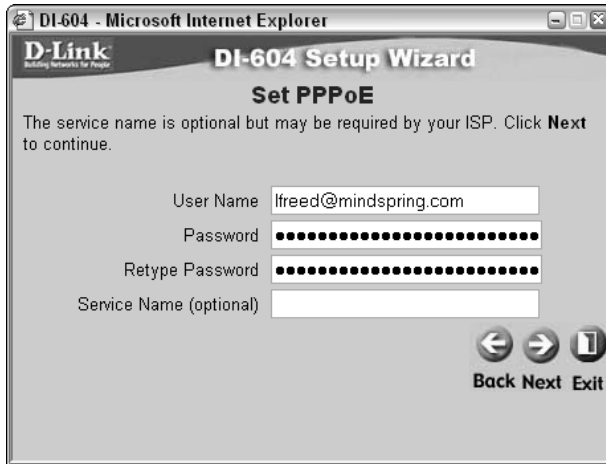 DI-604 - Microsoft Internet Explorer
D-Link
Building Networks for People
DI-604 Setup Wizard
Set PPPoE
The service name is optional but may be required by your ISP. Click Next
to continue.
User Name lfreed@mindspring.com
Password ●●●●●●●●●●●●●●●●●●●●●●●●●
Retype Password ●●●●●●●●●●●●●●●●●●●●●●●●●
Service Name (optional)
Back Next Exit